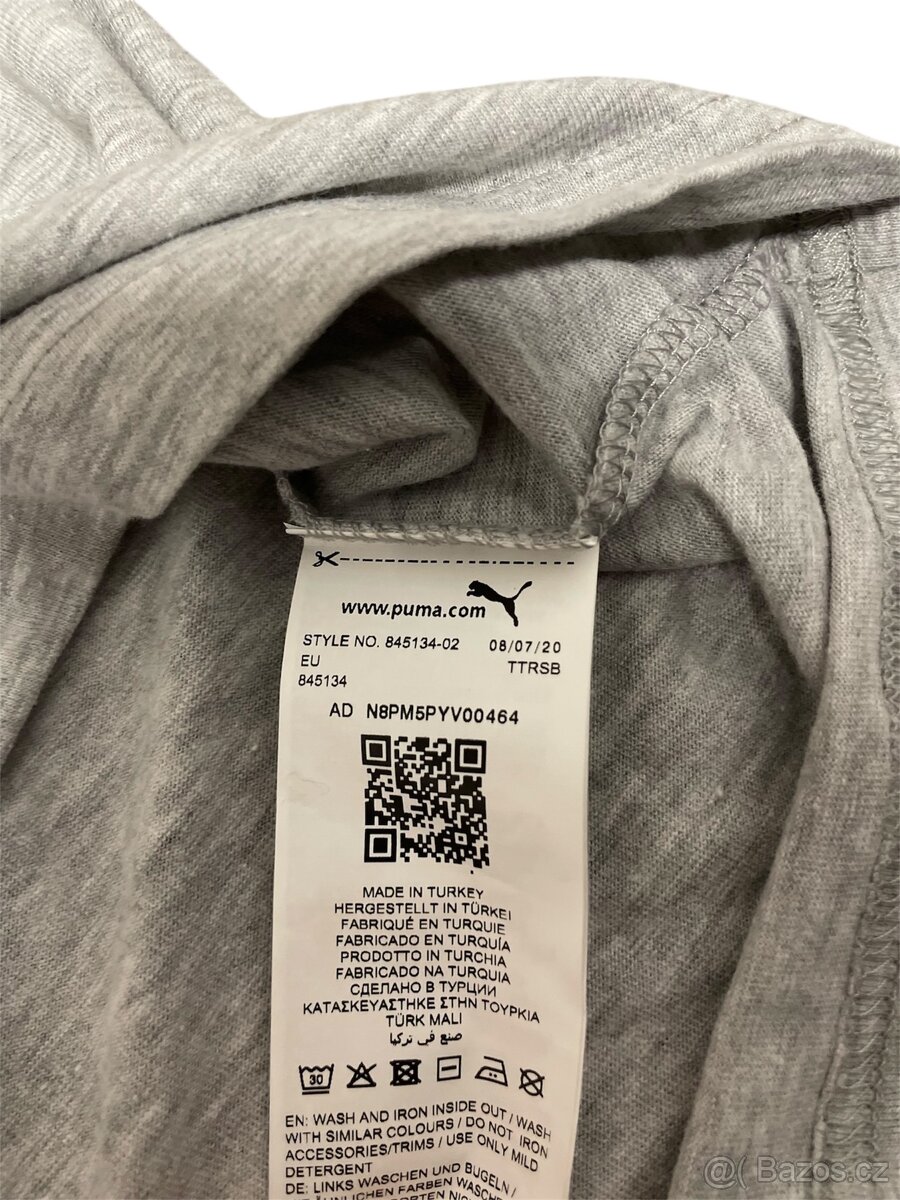 www.puma.com
STYLE NO. 845134-02 08/07/20
EU TTRSB
845134
AD N8PM5PYV00464
MADE IN TURKEY
HERGESTELLT IN TÜRKEI
FABRIQUÉ EN TURQUIE
FABRICADO EN TURQUÍA
PRODOTTO IN TURCHIA
FABRICADO NA TURQUIA
СДЕЛАНО В ТУРЦИИ
ΚΑΤΑΣΚΕΥΑΣΤΗΚΕ ΣΤΗΝ ΤΟΥΡΚΙΑ
TÜRK MALI
صنع في تركيا
30
EN: WASH AND IRON INSIDE OUT / WASH
WITH SIMILAR COLOURS / DO NOT IRON
ACCESSORIES/TRIMS / USE ONLY MILD
DETERGENT
DE: LINKS WASCHEN UND BÜGELN /
ÄHNLICHEN FARBEN
@( Bazos.cz